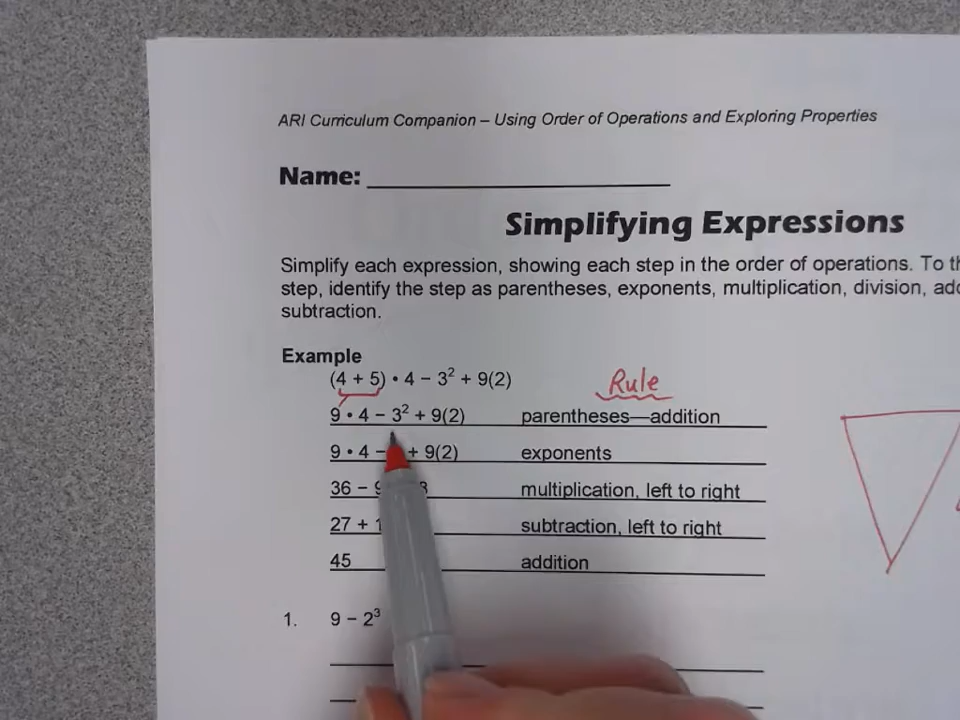 ARI Curriculum Companion – Using Order of Operations and Exploring Properties
Name:
Simplifying Expressions
Simplify each expression, showing each step in the order of operations. To
step, identify the step as parentheses, exponents, multiplication, division,
subtraction.
Example
(4 + 5) • 4 − 3² + 9(2) Rule
9 • 4 − 3² + 9(2) parentheses—addition
9 • 4 − + 9(2) exponents
36 − multiplication, left to right
27 + subtraction, left to right
45 addition
1. 9 − 2³